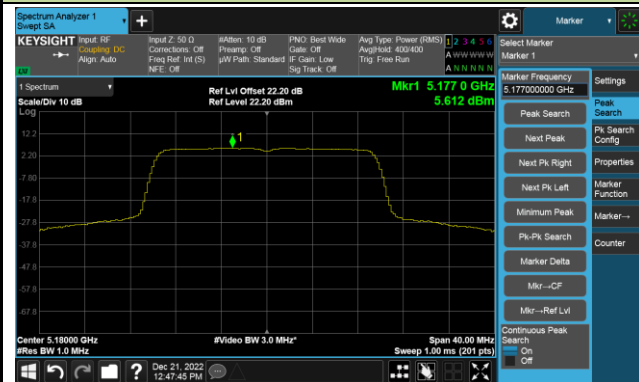 Spectrum Analyzer 1
Swept SA
+
Marker
KEYSIGHT
Input: RF
Coupling: DC
Align: Auto
Input Z: 50 Ω
Corrections: Off
Freq Ref: Int (S)
NFE: Off
#Atten: 10 dB
Preamp: Off
µW Path: Standard
PNO: Best Wide
Gate: Off
IF Gain: Low
Sig Track: Off
Avg Type: Power (RMS)
Avg|Hold: 400/400
Trig: Free Run
1 2 3 4 5 6
A W W W W W
A N N N N N
LXI
Select Marker
Marker 1
1 Spectrum
Scale/Div 10 dB
Log
Ref Lvl Offset 22.20 dB
Ref Level 22.20 dBm
Mkr1 5.177 0 GHz
5.612 dBm
1
12.2
2.20
-7.80
-17.8
-27.8
-37.8
-47.8
-57.8
-67.8
Center 5.18000 GHz
#Res BW 1.0 MHz
#Video BW 3.0 MHz*
Span 40.00 MHz
Sweep 1.00 ms (201 pts)
Marker Frequency
5.177000000 GHz
Peak Search
Next Peak
Next Pk Right
Next Pk Left
Minimum Peak
Pk-Pk Search
Marker Delta
Mkr→CF
Mkr→Ref Lvl
Continuous Peak
Search
On
Off
Settings
Peak
Search
Pk Search
Config
Properties
Marker
Function
Marker→
Counter
?
Dec 21, 2022
12:47:45 PM